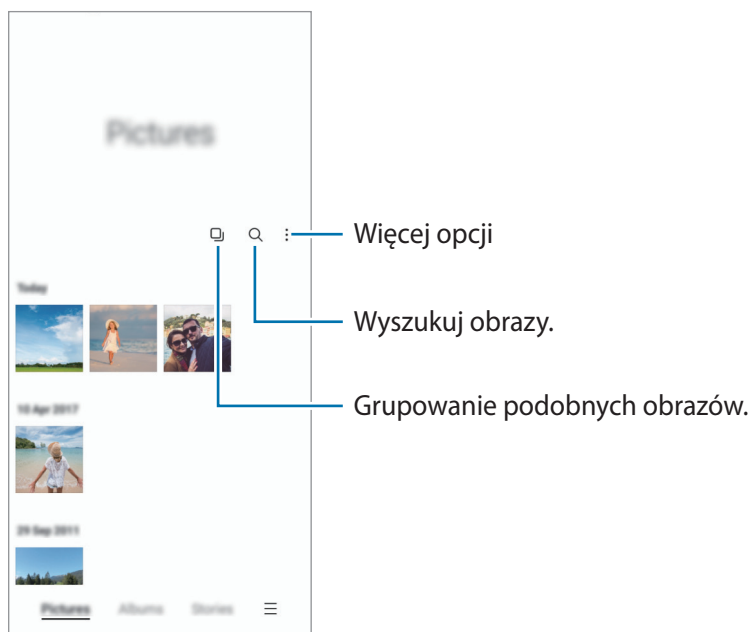 Pictures
Więcej opcji
Today
Wyszukuj obrazy.
Grupowanie podobnych obrazów.
10 Apr 2017
29 Sep 2011
Pictures Albums Stories